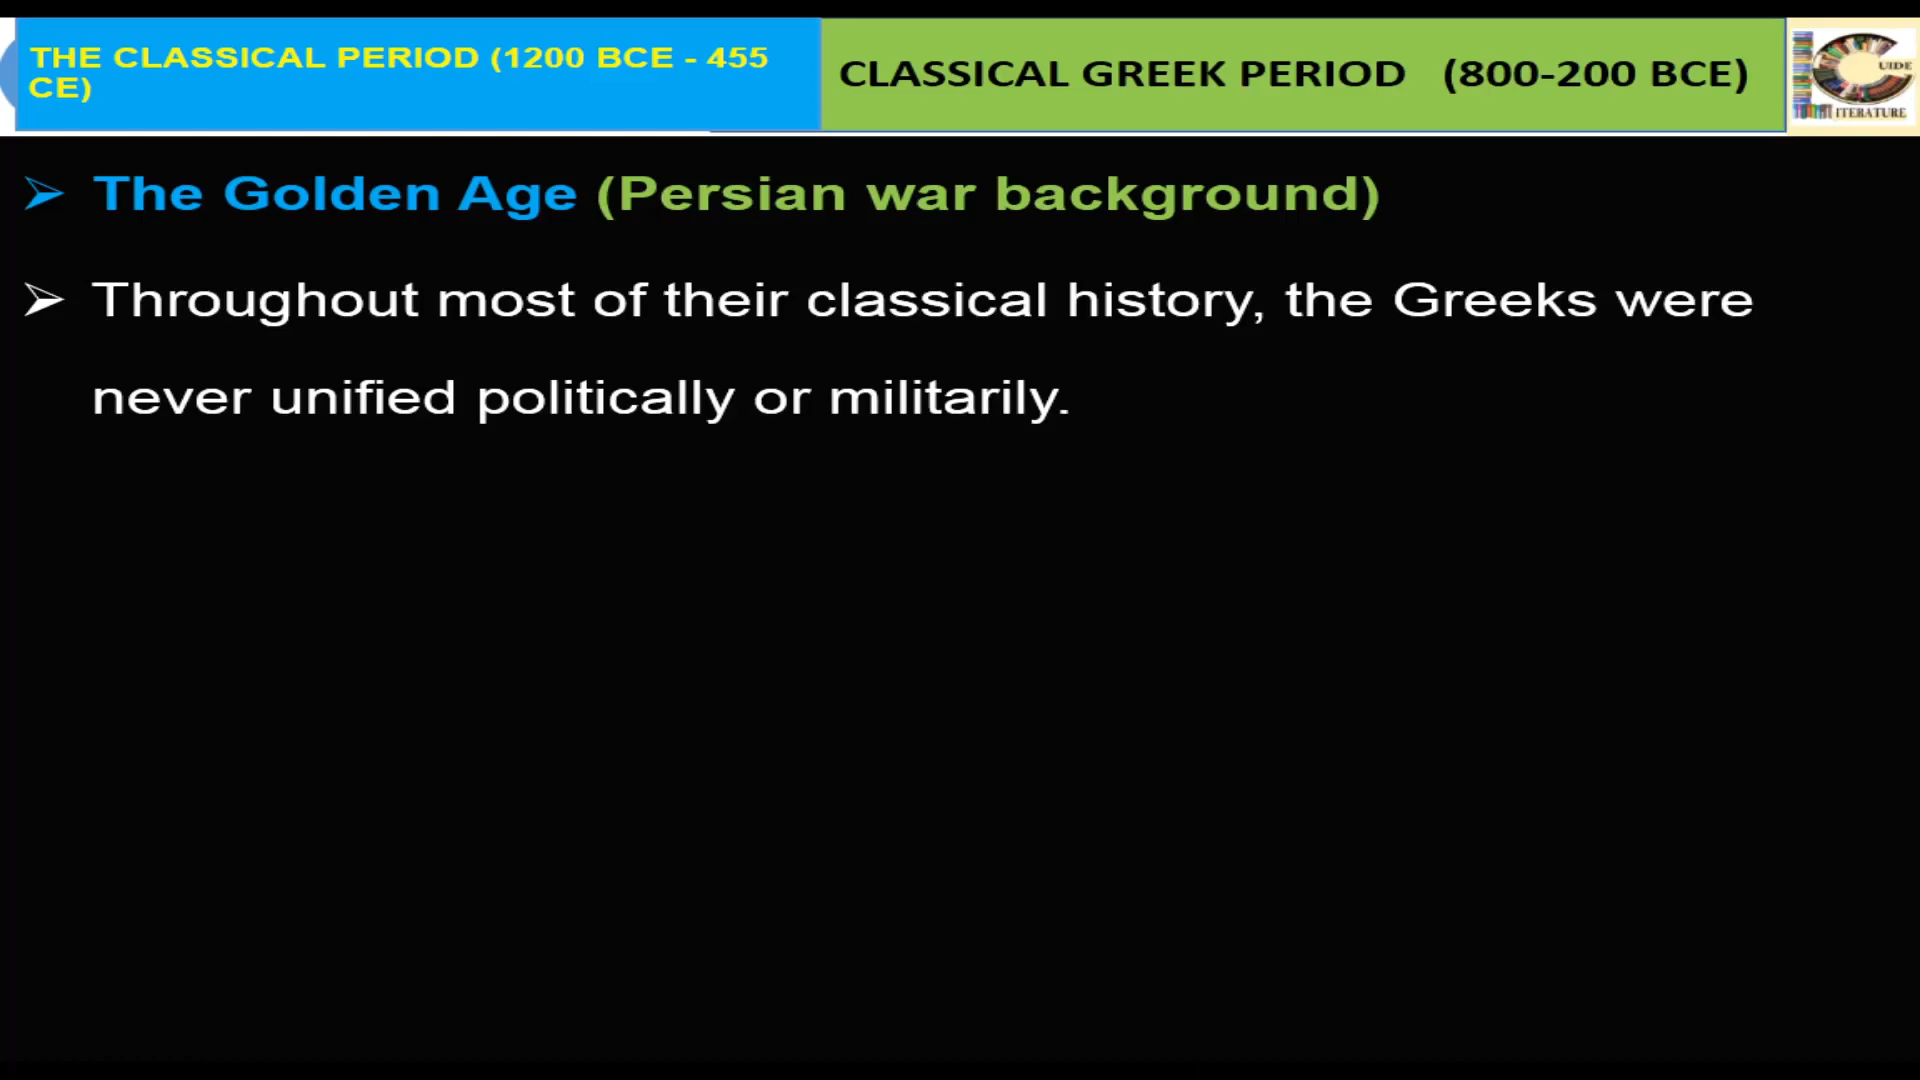 THE CLASSICAL PERIOD (1200 BCE - 455
CE)
CLASSICAL GREEK PERIOD (800-200 BCE)
UIDE
ITERATURE
➢ The Golden Age (Persian war background)
➢ Throughout most of their classical history, the Greeks were
never unified politically or militarily.